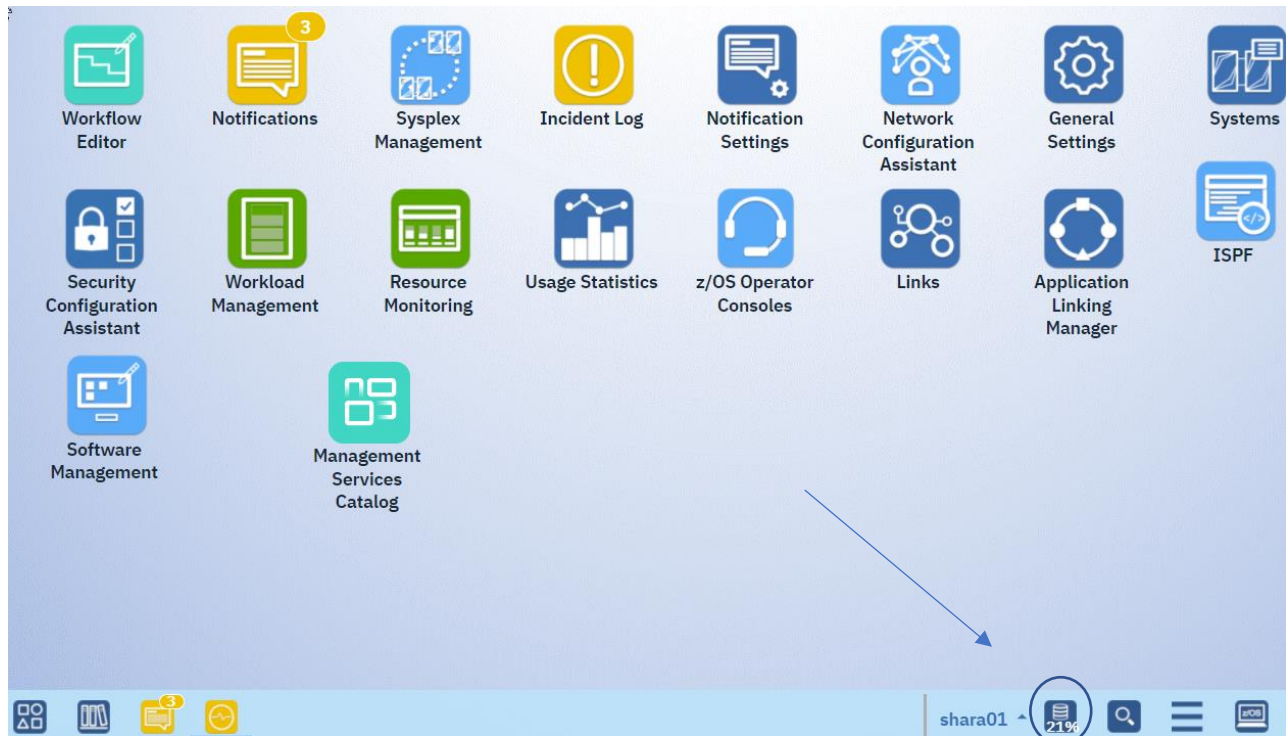 3
Workflow
Editor
Notifications
Sysplex
Management
Incident Log
Notification
Settings
Network
Configuration
Assistant
General
Settings
Systems
Security
Configuration
Assistant
Workload
Management
Resource
Monitoring
Usage Statistics
z/OS Operator
Consoles
Links
Application
Linking
Manager
ISPF
Software
Management
Management
Services
Catalog
3
shara01
21%
z/OS